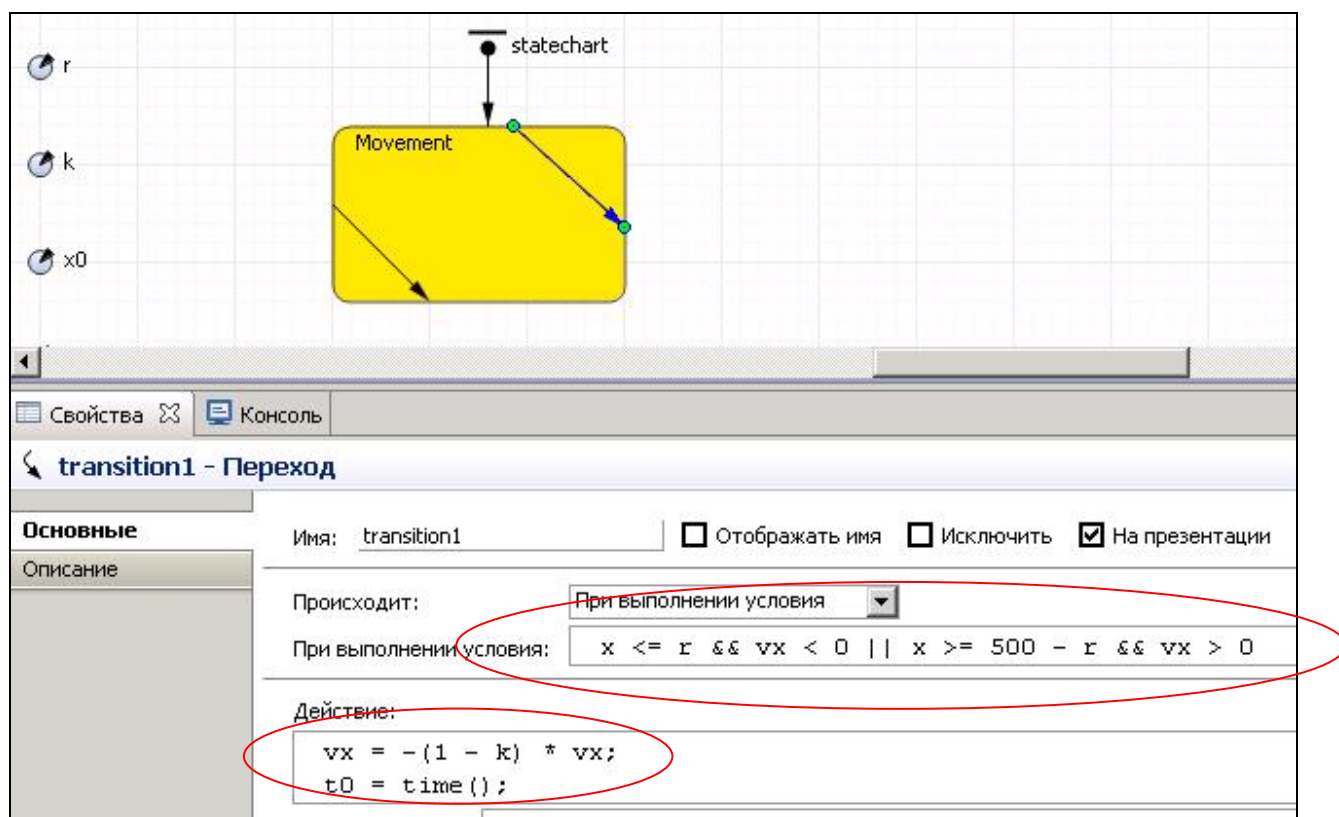 statechart
r
Movement
k
x0
Свойства Консоль
transition1 - Переход
Основные
Описание
Имя: transition1 Отображать имя Исключить На презентации
Происходит: При выполнении условия
При выполнении условия: x <= r && vx < 0 || x >= 500 - r && vx > 0
Действие:
vx = -(1 - k) * vx;
t0 = time();